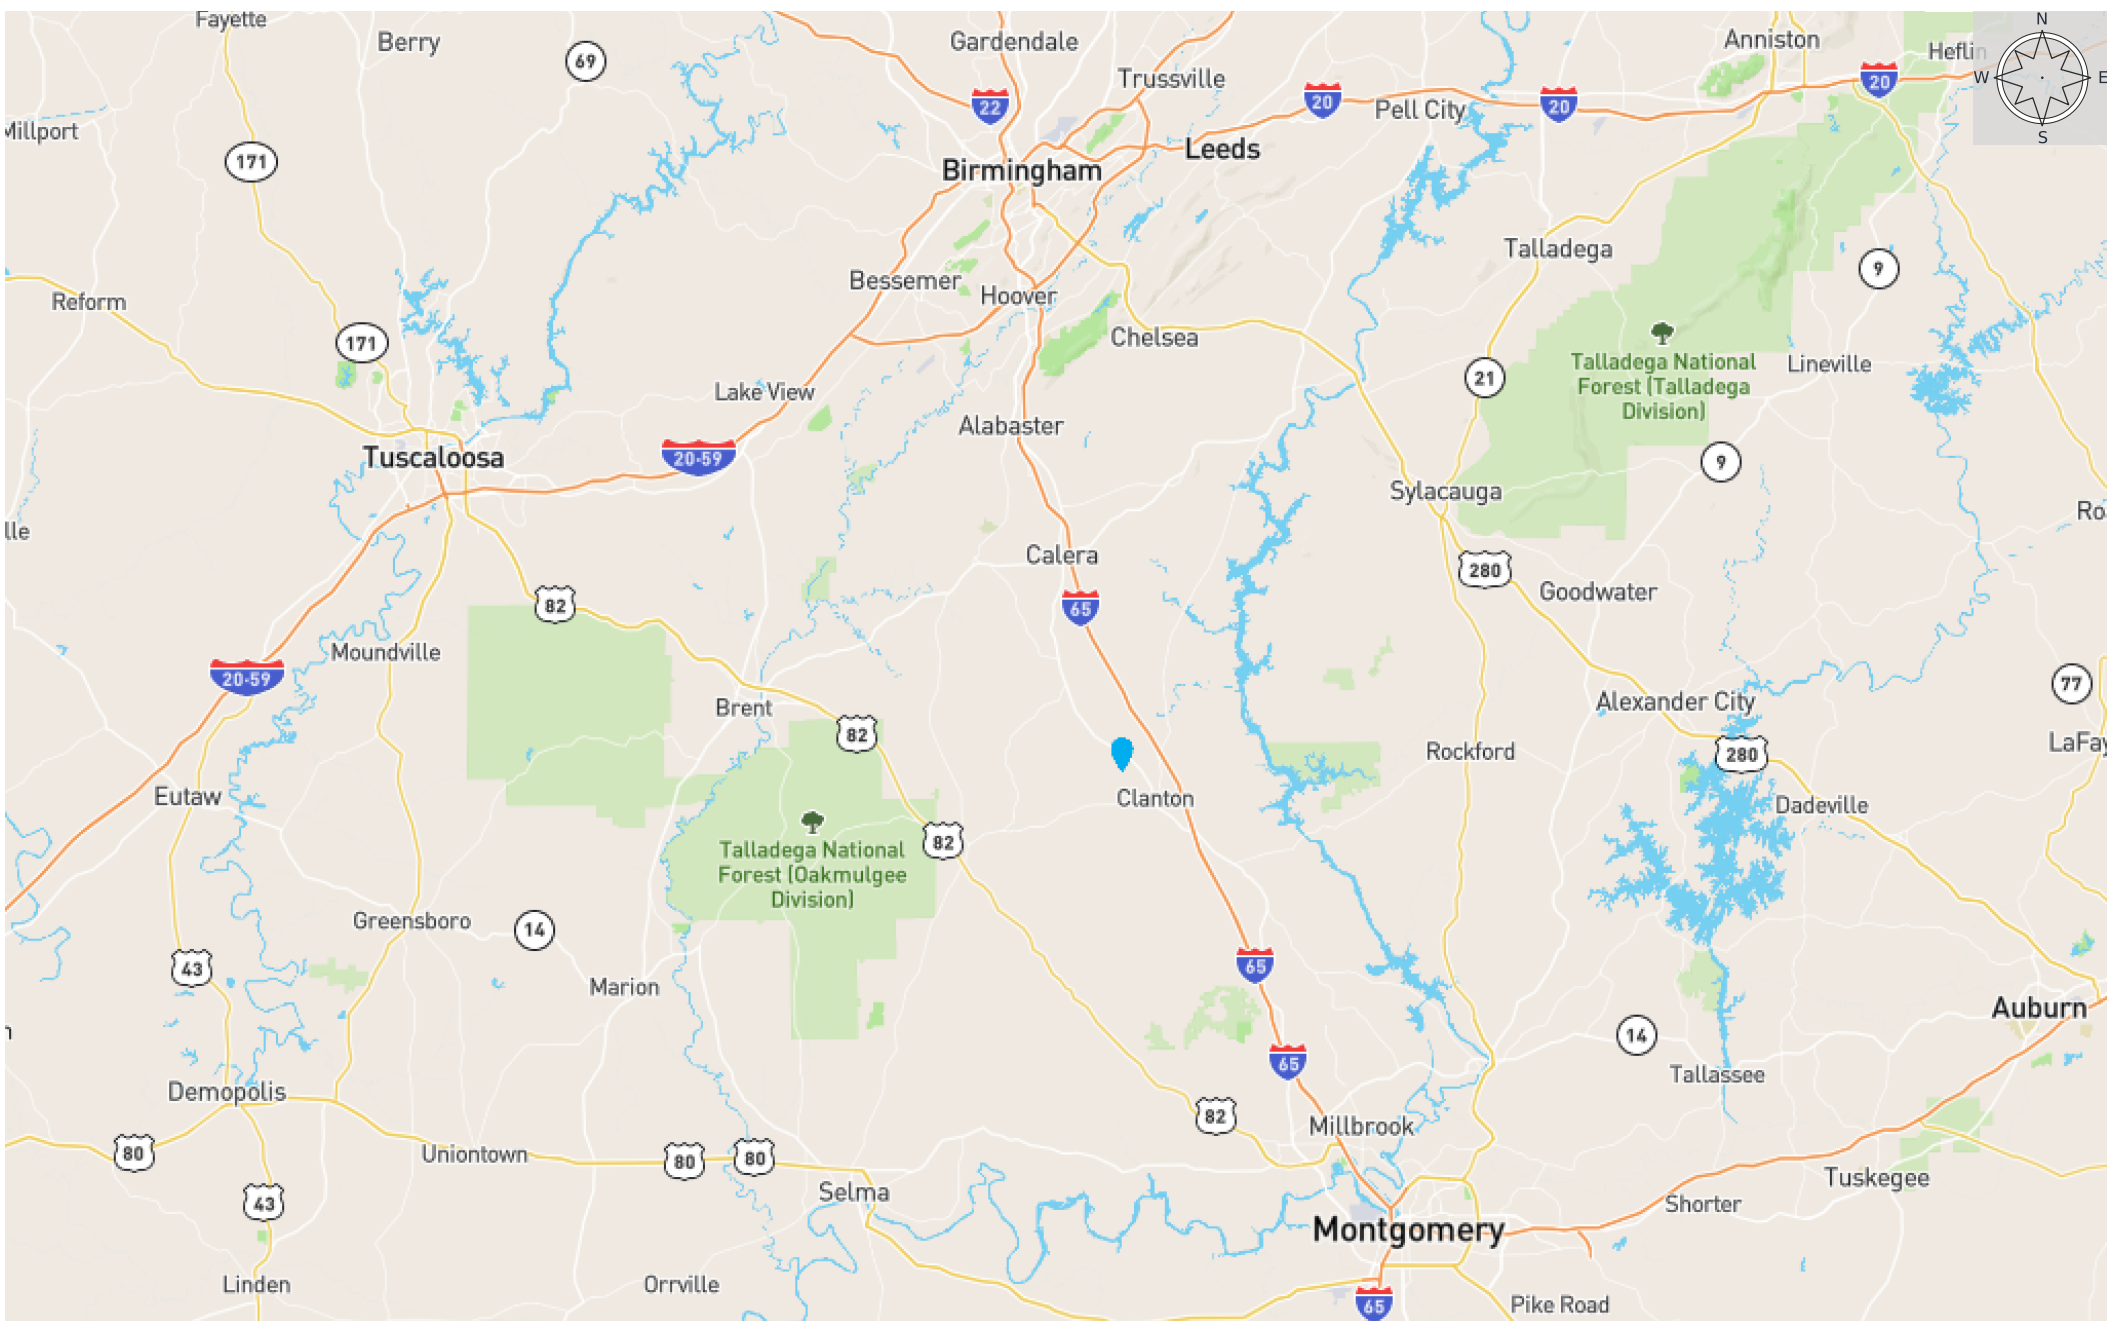 Fayette
Berry
69
Gardendale
Trussville
22
20
Pell City
20
Anniston
20
Heflin
N
W
E
S
Millport
171
Birmingham
Leeds
Reform
171
Bessemer
Hoover
Chelsea
Talladega
9
Talladega National
Forest (Talladega
Division)
Lineville
21
Lake View
Alabaster
Tuscaloosa
20-59
Sylacauga
9
lle
Ro
Calera
82
65
280
Goodwater
Moundville
20-59
Brent
82
Alexander City
77
280
LaFay
Rockford
Eutaw
Clanton
Dadeville
82
Talladega National
Forest (Oakmulgee
Division)
Greensboro
14
43
Marion
65
Auburn
n
65
14
Tallassee
Demopolis
82
Millbrook
80
Uniontown
80
80
Selma
43
Tuskegee
Shorter
Montgomery
Linden
Orrville
65
Pike Road